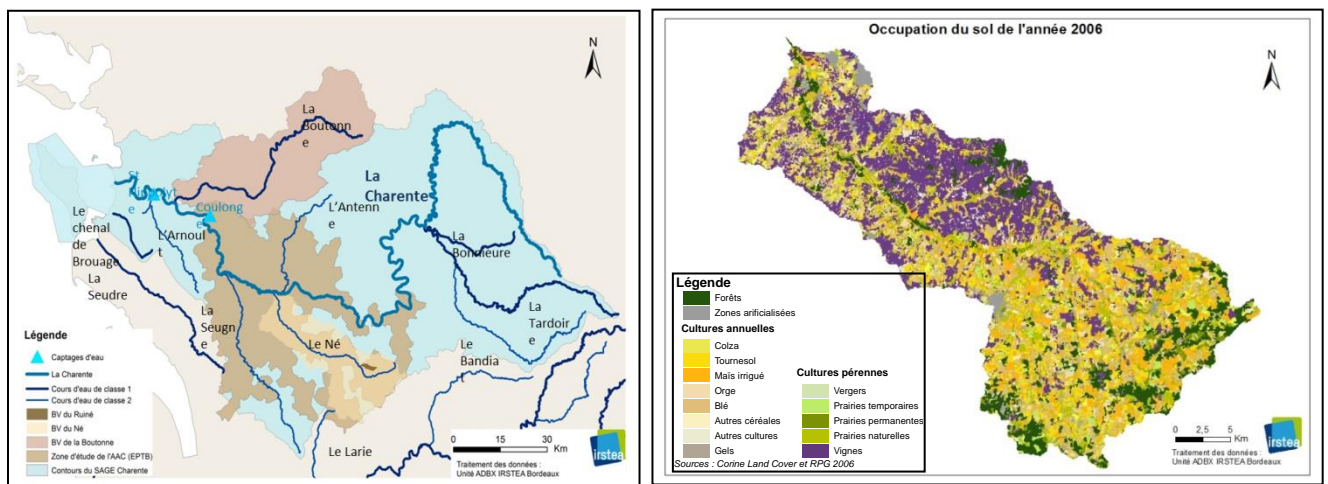 N
La
Boutonn
e
La
Charente
St
Hippolyt
e
Coulong
e
L'Antenn
e
Le
chenal
de
Brouage
L'Arnoult
t
La
Bonnieure
La
Seudre
La
Seugn
e
La
Tardoir
e
Le Né
Le
Bandia
t
Le Larie
Légende
Captages d'eau
La Charente
Cours d'eau de classe 1
Cours d'eau de classe 2
BV du Ruiné
BV du Né
BV de la Boutonne
Zone d'étude de l'AAC (EPTB)
Contours du SAGE Charente
0 15 30
Km
Traitement des données :
Unité ADBX IRSTEA Bordeaux
irstea
Occupation du sol de l'année 2006
N
Légende
Forêts
Zones arificialisées
Cultures annuelles
Colza
Tournesol
Maïs irrigué
Orge
Blé
Autres céréales
Autres cultures
Gels
Cultures pérennes
Vergers
Prairies temporaires
Prairies permanentes
Prairies naturelles
Vignes
Sources : Corine Land Cover et RPG 2006
0 2,5 5
Km
Traitement des données :
Unité ADBX IRSTEA Bordeaux
irstea